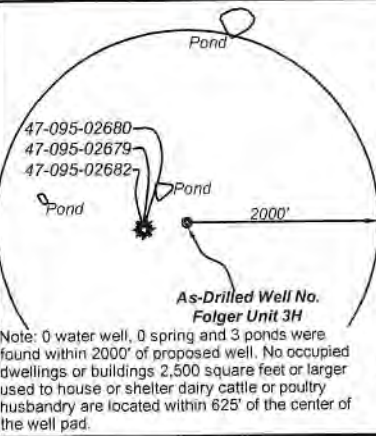 Pond
47-095-02680
47-095-02679
47-095-02682
Pond
Pond
2000'
As-Drilled Well No.
Folger Unit 3H
Note: 0 water well, 0 spring and 3 ponds were
found within 2000' of proposed well. No occupied
dwellings or buildings 2,500 square feet or larger
used to house or shelter dairy cattle or poultry
husbandry are located within 625' of the center of
the well pad.